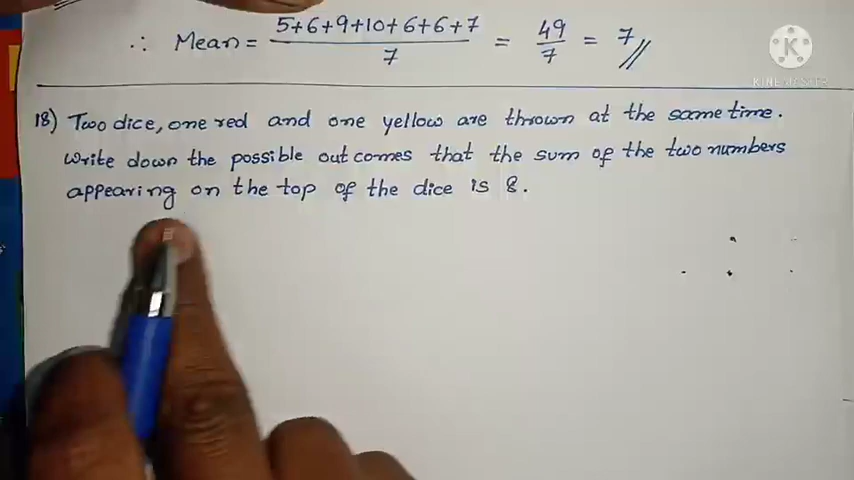 ∴ Mean = 5+6+9+10+6+6+7 / 7 = 49/7 = 7//
KINEMASTER
18) Two dice, one red and one yellow are thrown at the same time.
write down the possible outcomes that the sum of the two numbers
appearing on the top of the dice is 8.